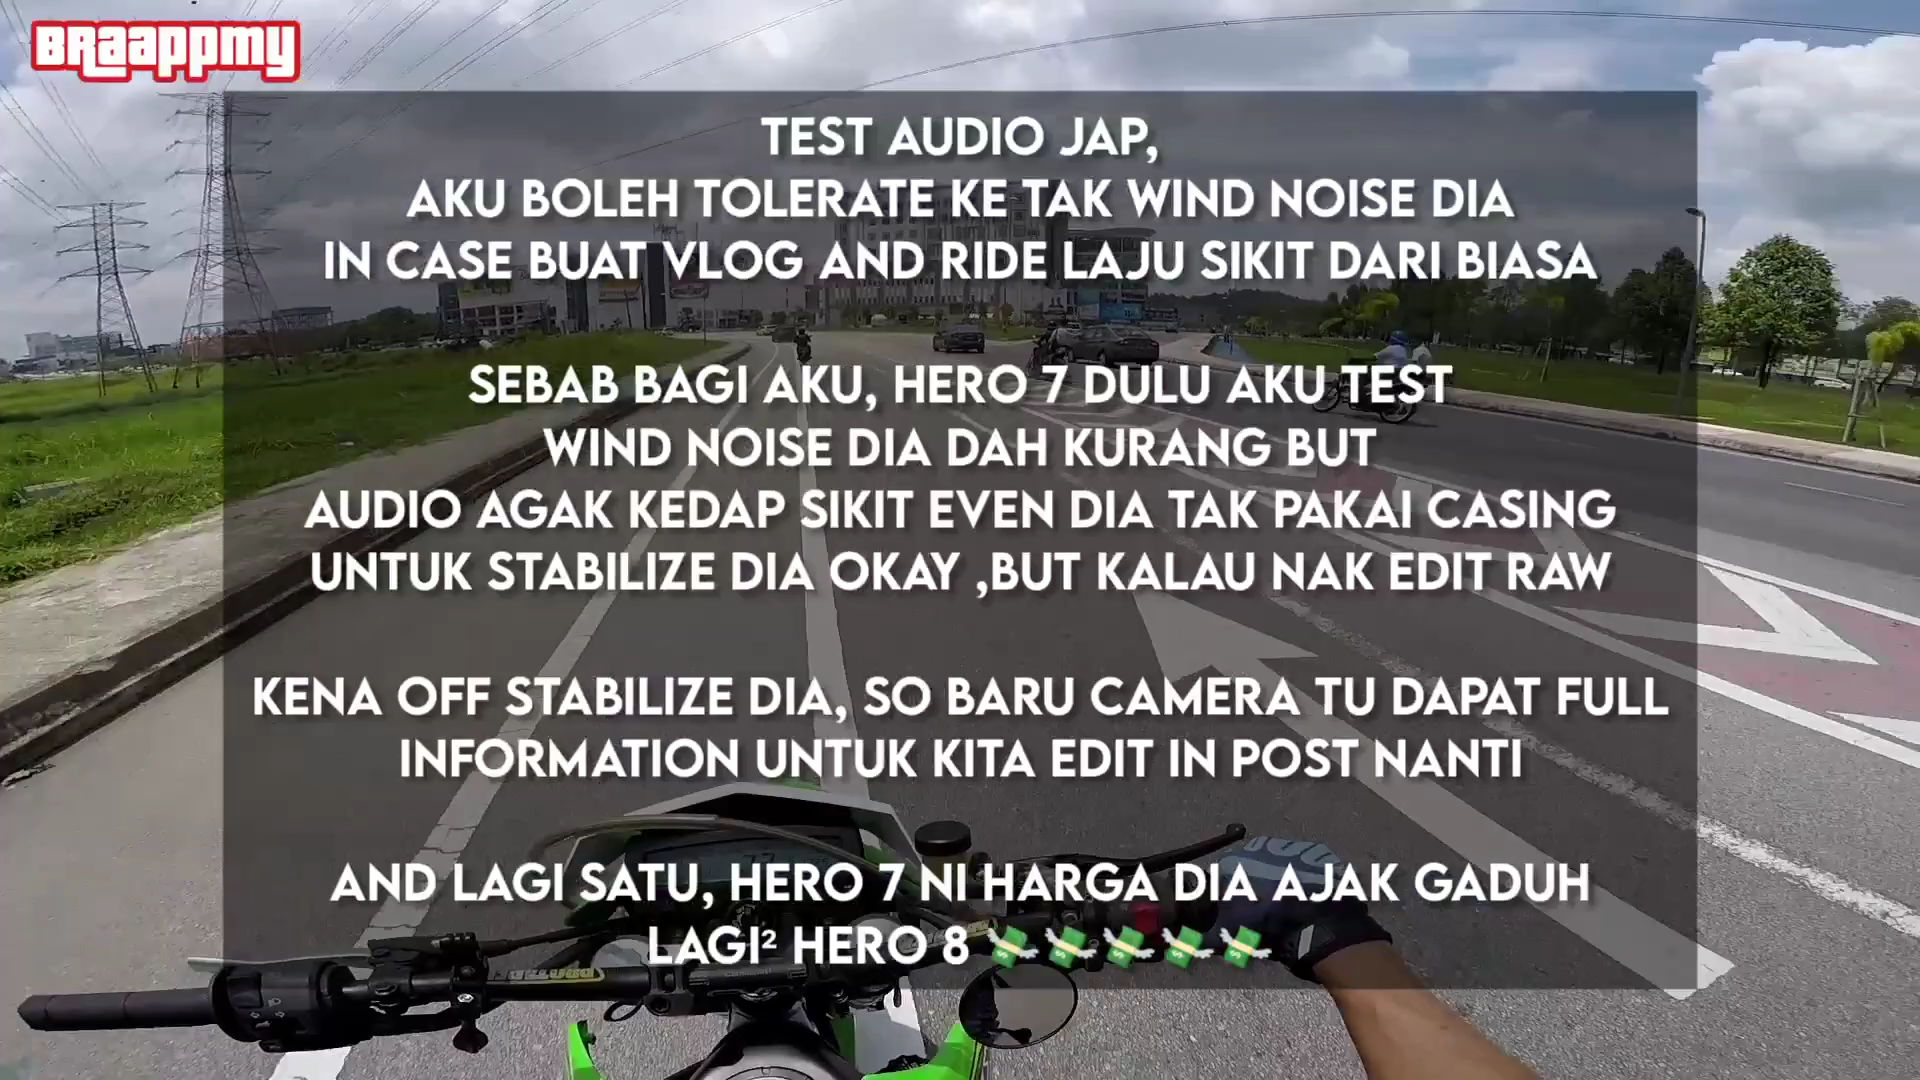 BRaappmy
TEST AUDIO JAP,
AKU BOLEH TOLERATE KE TAK WIND NOISE DIA
IN CASE BUAT VLOG AND RIDE LAJU SIKIT DARI BIASA
SEBAB BAGI AKU, HERO 7 DULU AKU TEST
WIND NOISE DIA DAH KURANG BUT
AUDIO AGAK KEDAP SIKIT EVEN DIA TAK PAKAI CASING
UNTUK STABILIZE DIA OKAY ,BUT KALAU NAK EDIT RAW
KENA OFF STABILIZE DIA, SO BARU CAMERA TU DAPAT FULL
INFORMATION UNTUK KITA EDIT IN POST NANTI
AND LAGI SATU, HERO 7 NI HARGA DIA AJAK GADUH
LAGI² HERO 8 💸💸💸💸💸